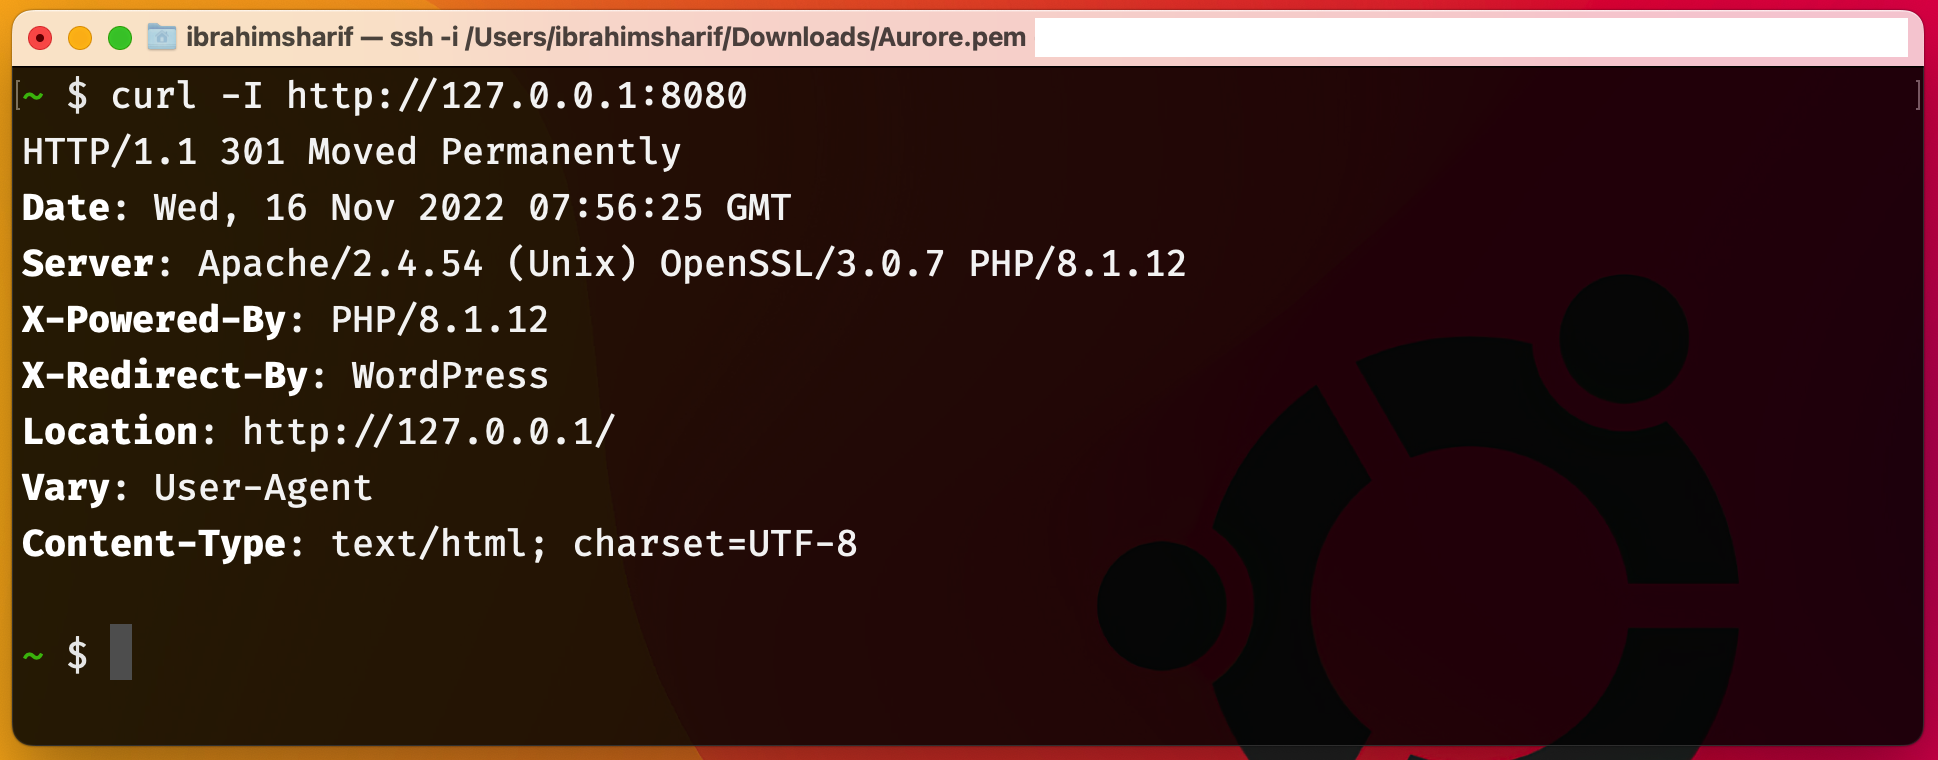 ibrahimsharif — ssh -i /Users/ibrahimsharif/Downloads/Aurore.pem
[~ $ curl -I http://127.0.0.1:8080 ]
HTTP/1.1 301 Moved Permanently
Date: Wed, 16 Nov 2022 07:56:25 GMT
Server: Apache/2.4.54 (Unix) OpenSSL/3.0.7 PHP/8.1.12
X-Powered-By: PHP/8.1.12
X-Redirect-By: WordPress
Location: http://127.0.0.1/
Vary: User-Agent
Content-Type: text/html; charset=UTF-8
~ $